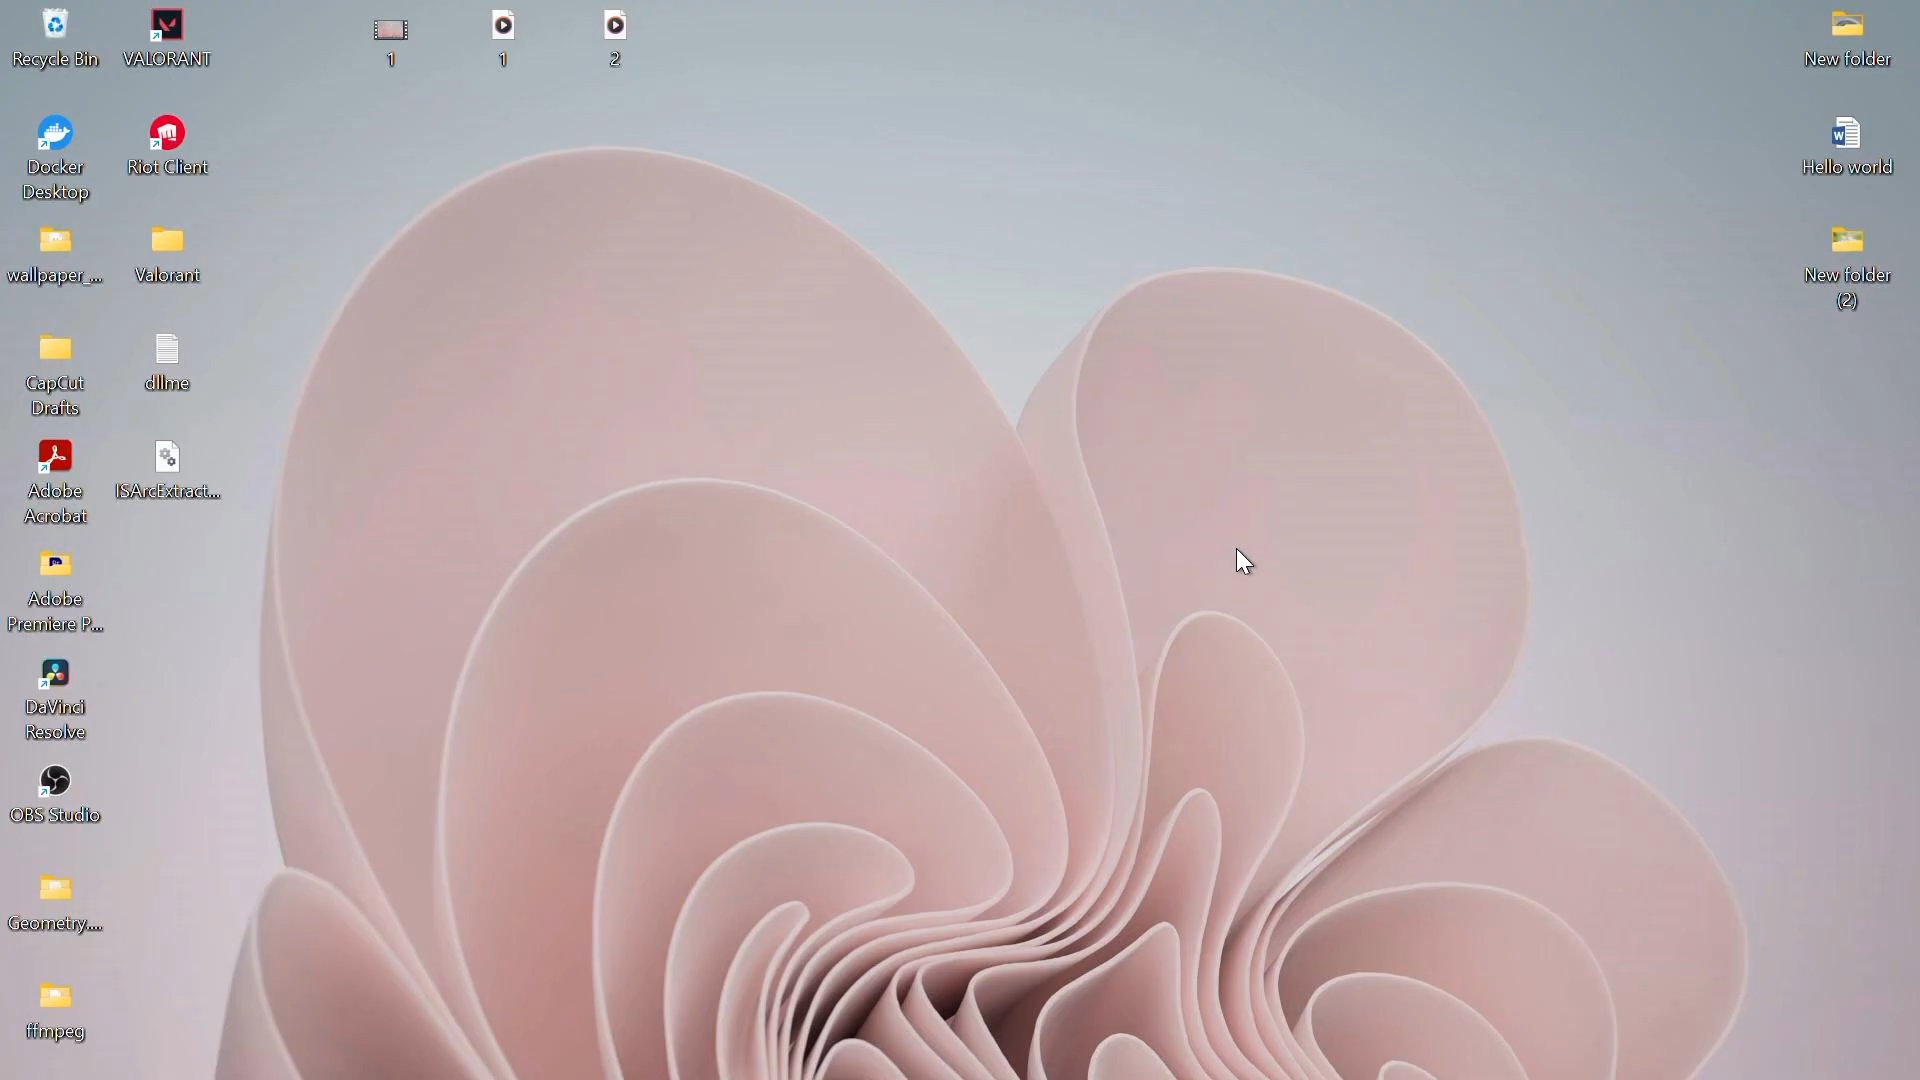 Recycle Bin
VALORANT
1
1
2
New folder
Docker
Desktop
Riot Client
Hello world
wallpaper_...
Valorant
New folder
(2)
CapCut
Drafts
dllme
Adobe
Acrobat
ISArcExtract...
Adobe
Premiere P...
DaVinci
Resolve
OBS Studio
Geometry....
ffmpeg